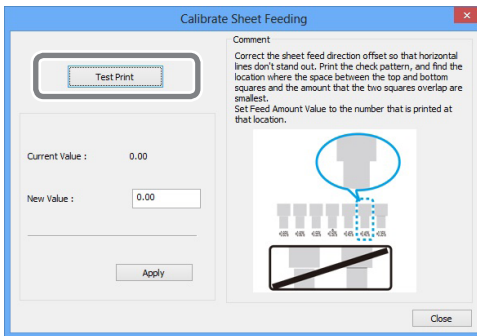 Calibrate Sheet Feeding
Test Print
Current Value :
0.00
New Value :
0.00
Apply
Comment
Correct the sheet feed direction offset so that horizontal
lines don't stand out. Print the check pattern, and find the
location where the space between the top and bottom
squares and the amount that the two squares overlap are
smallest.
Set Feed Amount Value to the number that is printed at
that location.
Close